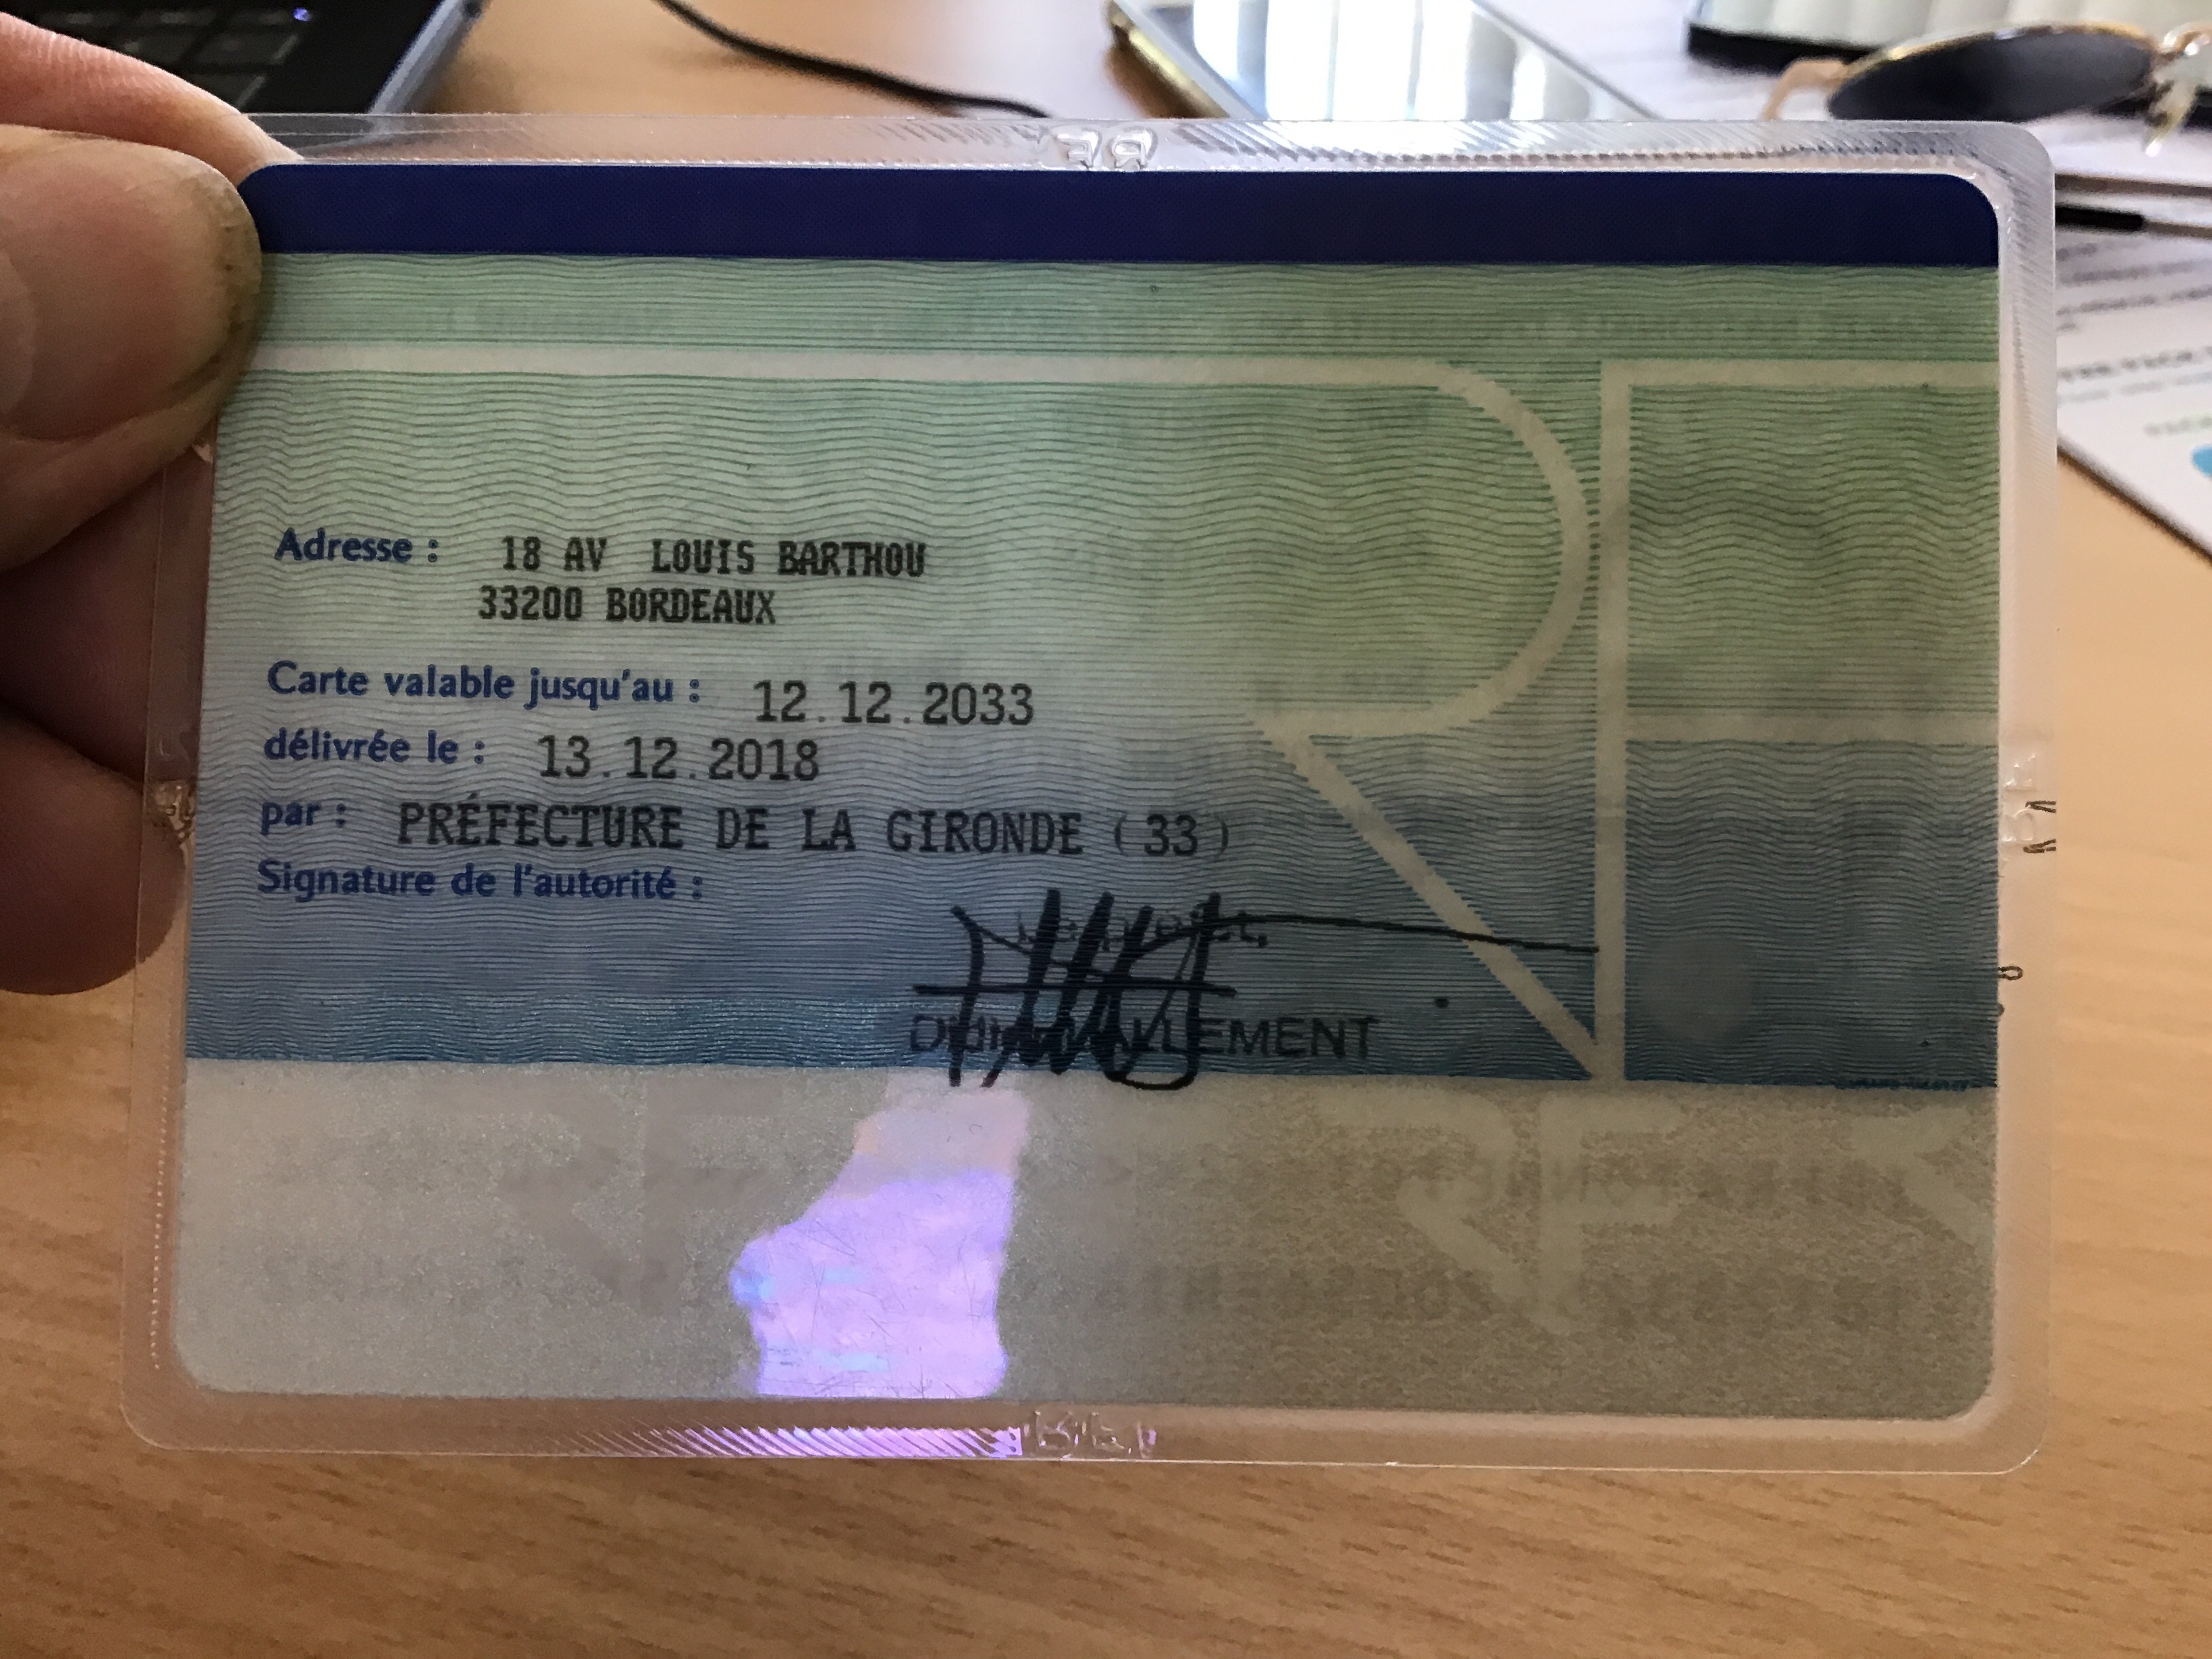 Adresse : 18 AV LOUIS BARTHOU
33200 BORDEAUX
Carte valable jusqu'au : 12.12.2033
délivrée le : 13.12.2018
par : PRÉFECTURE DE LA GIRONDE (33)
Signature de l'autorité :
RF